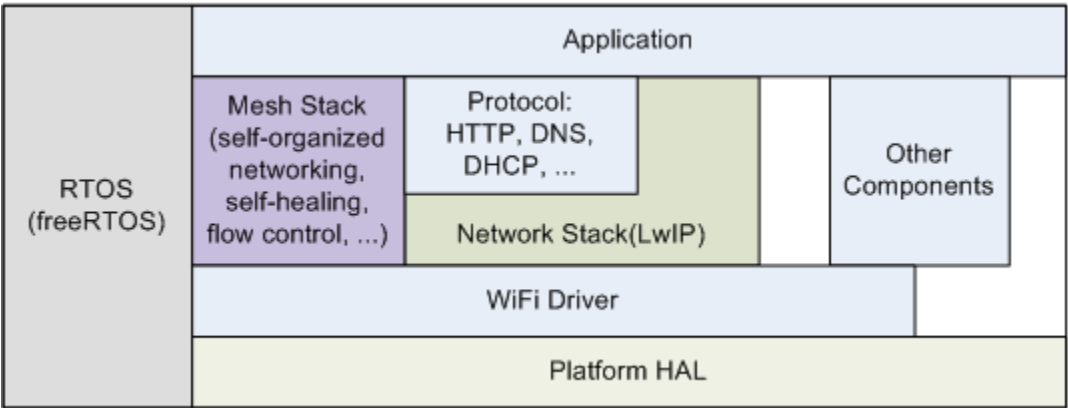 RTOS
(freeRTOS)
Application
Mesh Stack
(self-organized
networking,
self-healing,
flow control, ...)
Protocol:
HTTP, DNS,
DHCP, ...
Network Stack(LwIP)
Other
Components
WiFi Driver
Platform HAL